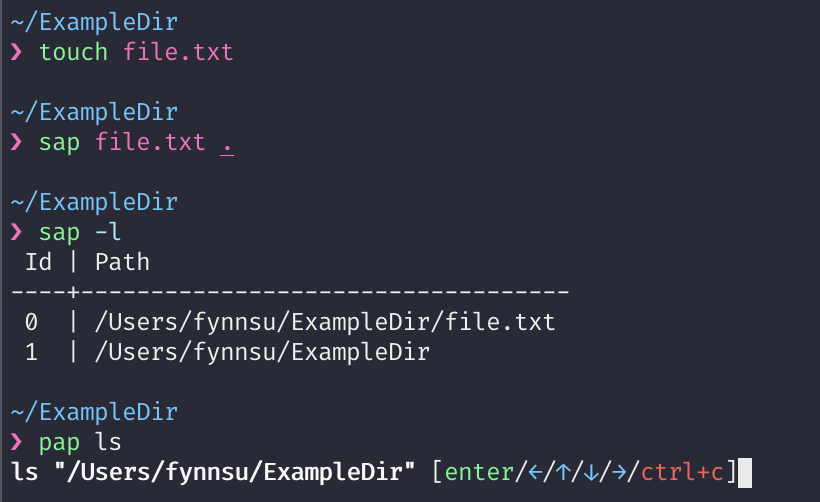 ~/ExampleDir
❯ touch file.txt
~/ExampleDir
❯ sap file.txt .
~/ExampleDir
❯ sap -l
Id | Path
----+-----------------------------------
0 | /Users/fynnsu/ExampleDir/file.txt
1 | /Users/fynnsu/ExampleDir
~/ExampleDir
❯ pap ls
ls "/Users/fynnsu/ExampleDir" [enter/←/↑/↓/→/ctrl+c]